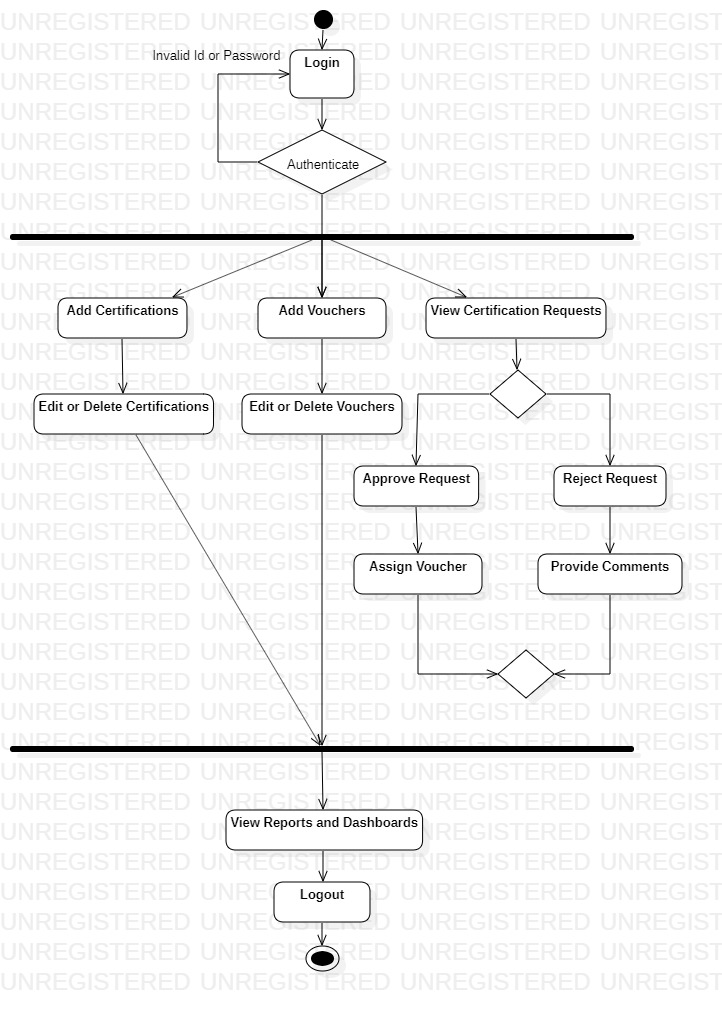 Invalid Id or Password
Login
Authenticate
Add Certifications
Add Vouchers
View Certification Requests
Edit or Delete Certifications
Edit or Delete Vouchers
Approve Request
Reject Request
Assign Voucher
Provide Comments
View Reports and Dashboards
Logout
UNREGISTERED